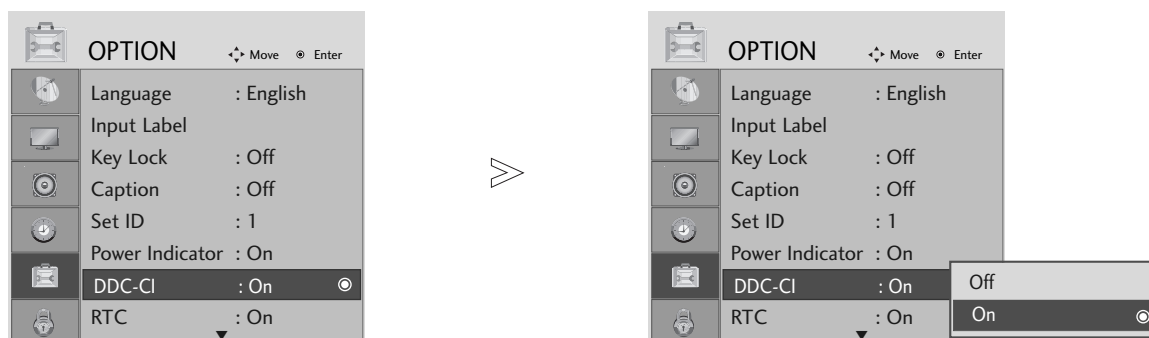 OPTION Move Enter
Language : English
Input Label
Key Lock : Off
Caption : Off
Set ID : 1
Power Indicator : On
DDC-CI : On
RTC : On
OPTION Move Enter
Language : English
Input Label
Key Lock : Off
Caption : Off
Set ID : 1
Power Indicator : On
DDC-CI : On
RTC : On
Off
On